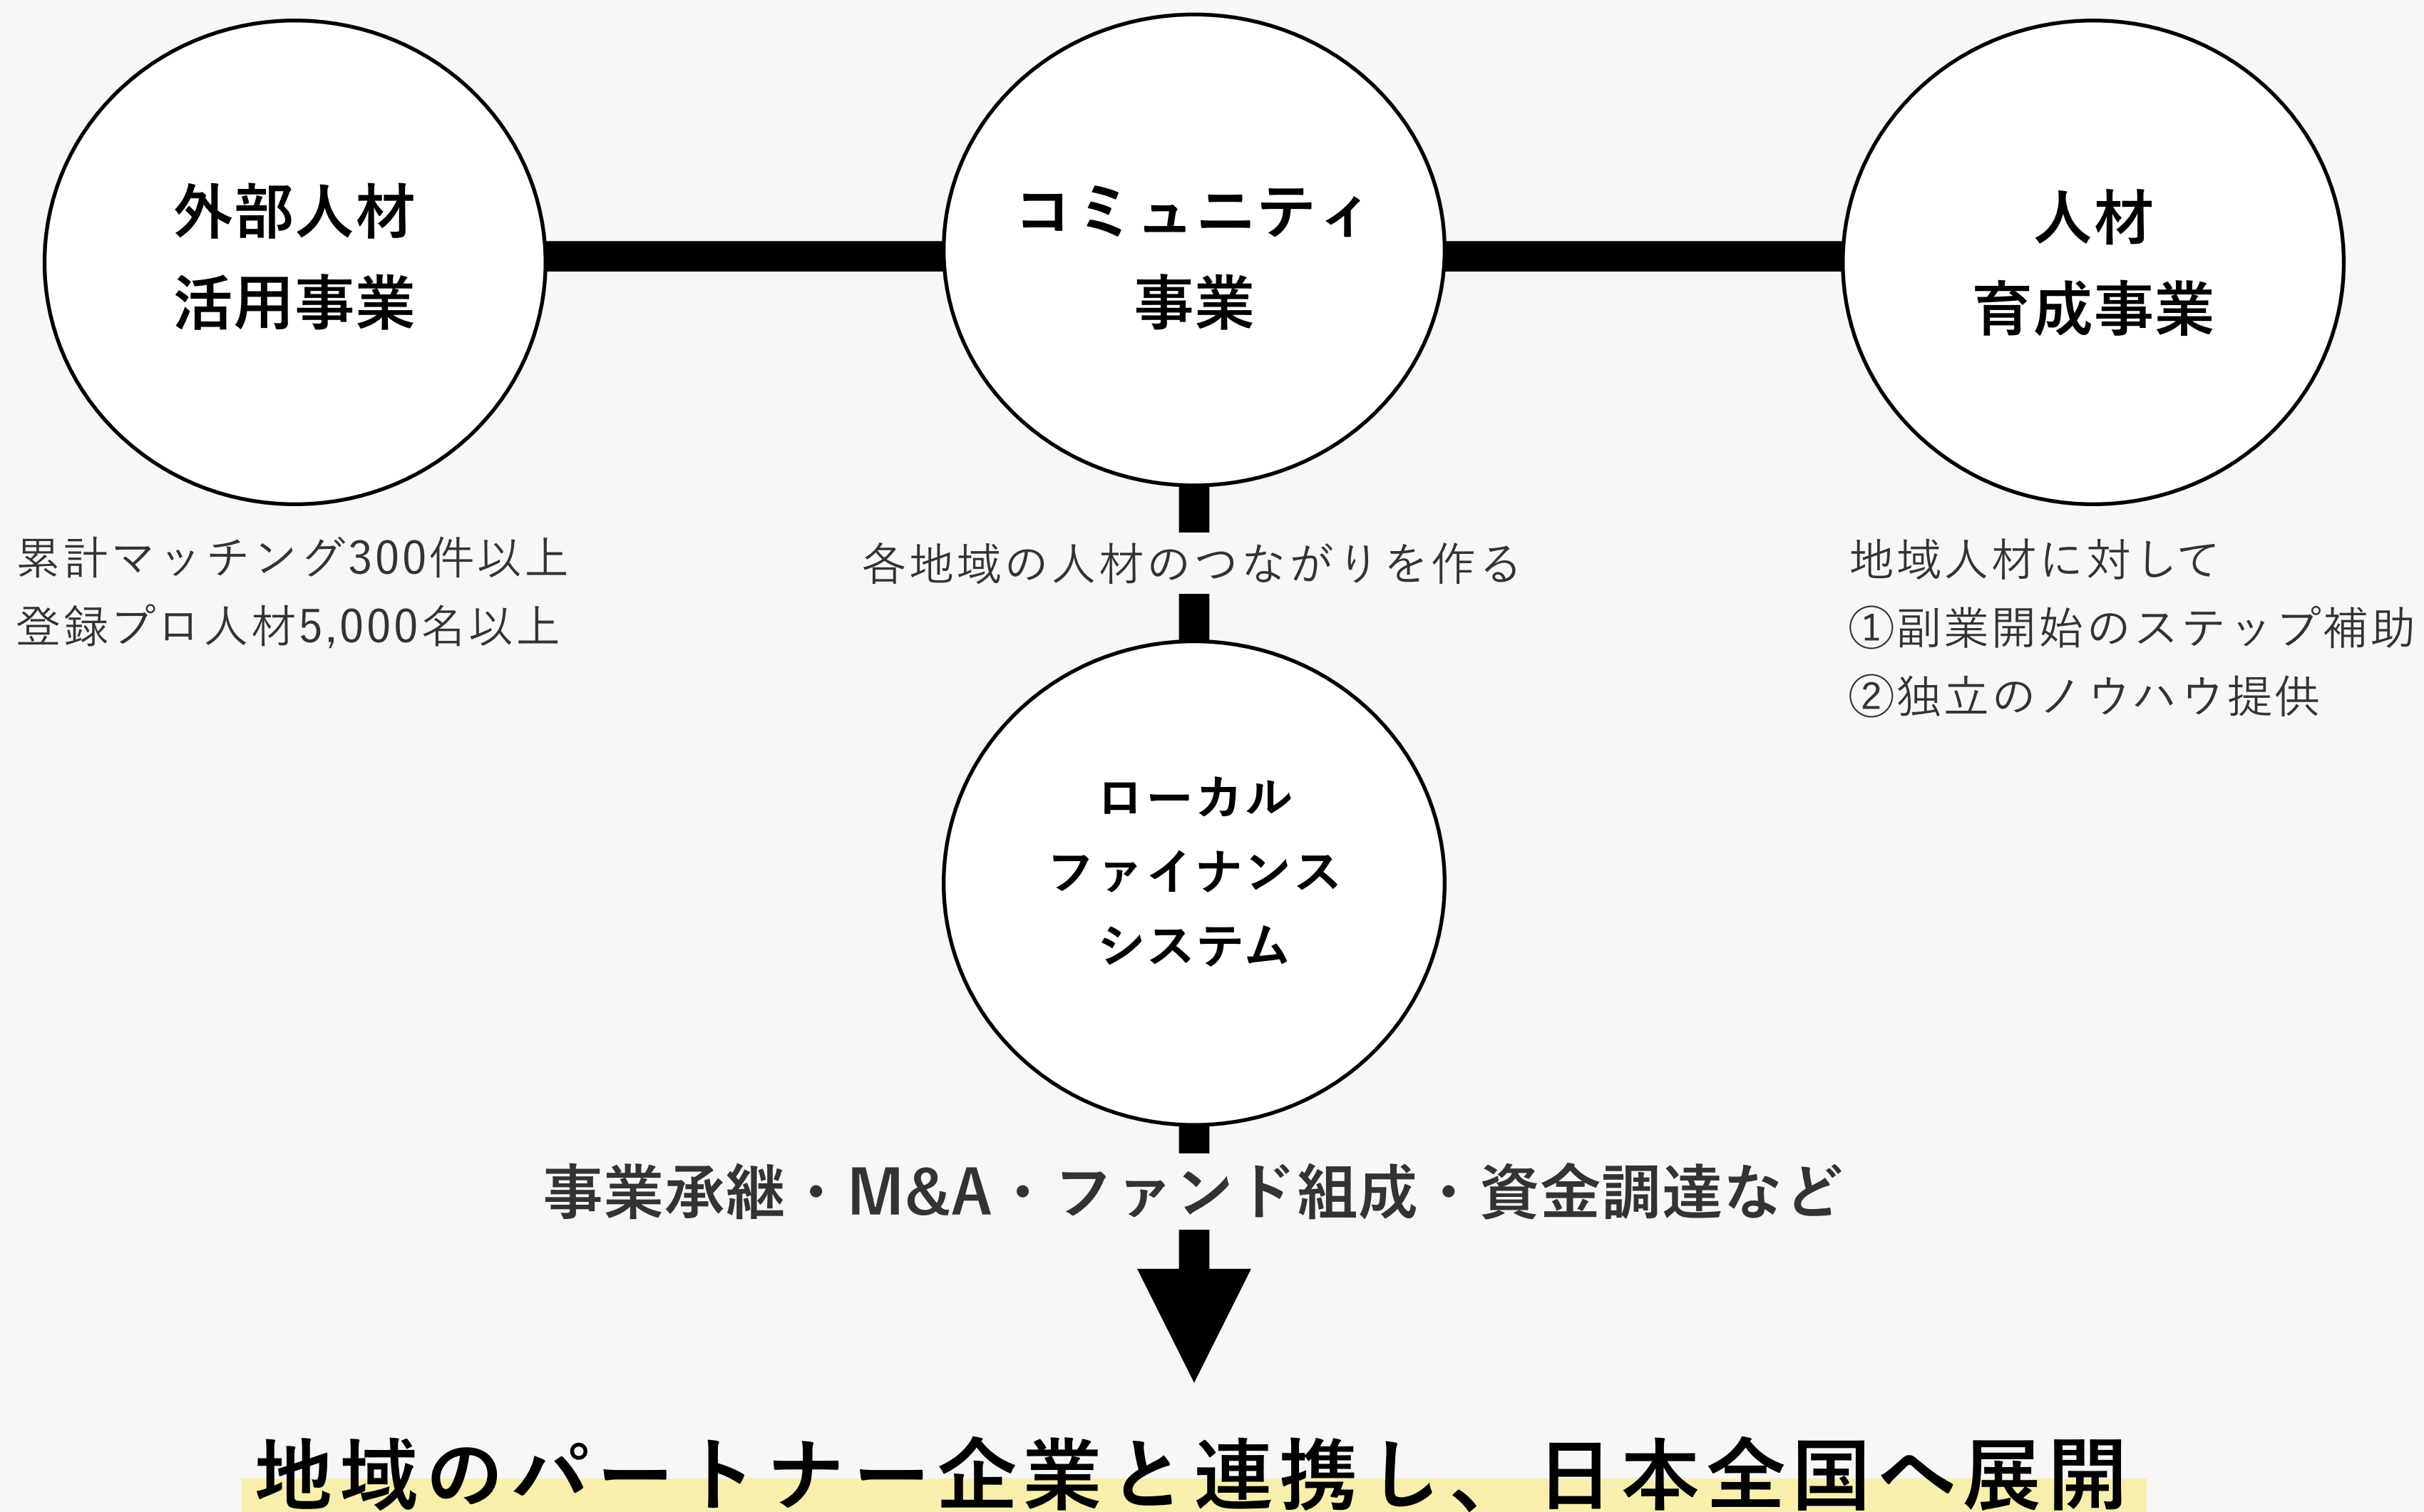 外部人材
活用事業
コミュニティ
事業
人材
育成事業
累計マッチング300件以上
登録プロ人材5,000名以上
各地域の人材のつながりを作る
地域人材に対して
①副業開始のステップ補助
②独立のノウハウ提供
ローカル
ファイナンス
システム
事業承継・M&A・ファンド組成・資金調達など
地域のパートナー企業と連携し、日本全国へ展開